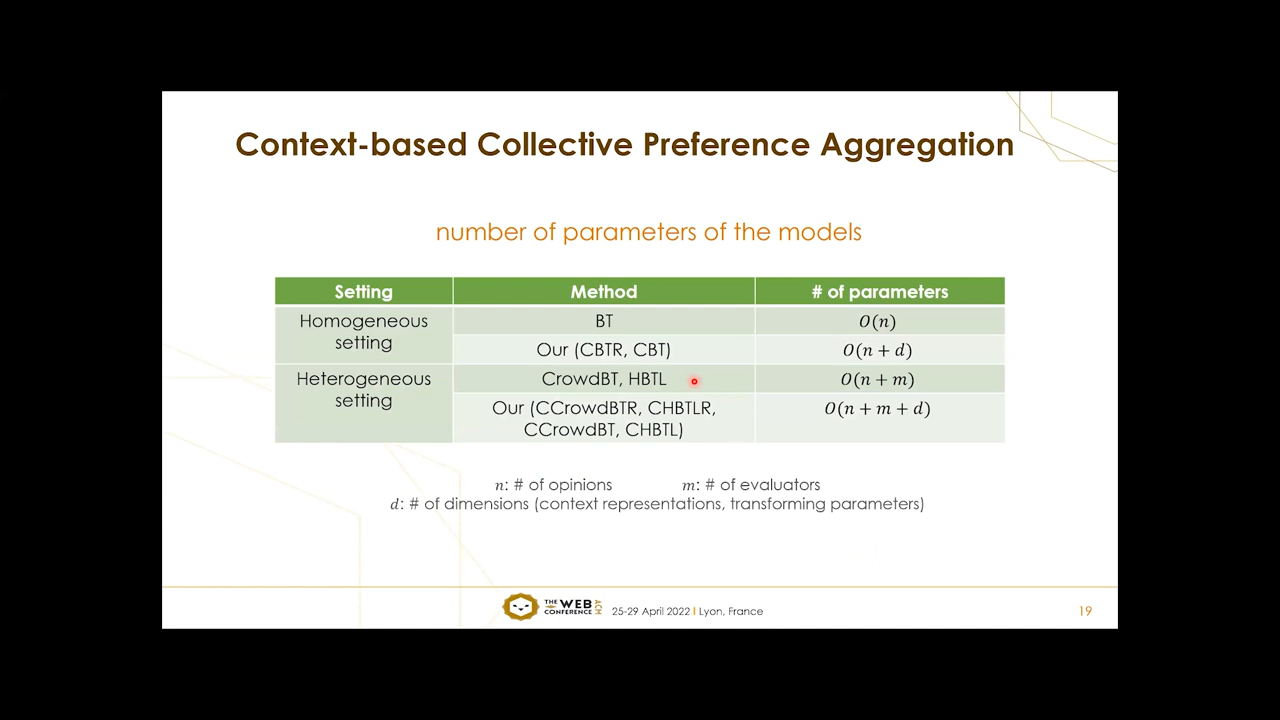 Context-based Collective Preference Aggregation
number of parameters of the models
Setting Method # of parameters
Homogeneous setting BT O(n)
Our (CBTR, CBT) O(n + d)
Heterogeneous setting CrowdBT, HBTL O(n + m)
Our (CCrowdBTR, CHBTLR, CCrowdBT, CHBTL) O(n + m + d)
n: # of opinions m: # of evaluators
d: # of dimensions (context representations, transforming parameters)
THE WEB CONFERENCE ACM 25-29 April 2022 | Lyon, France 19